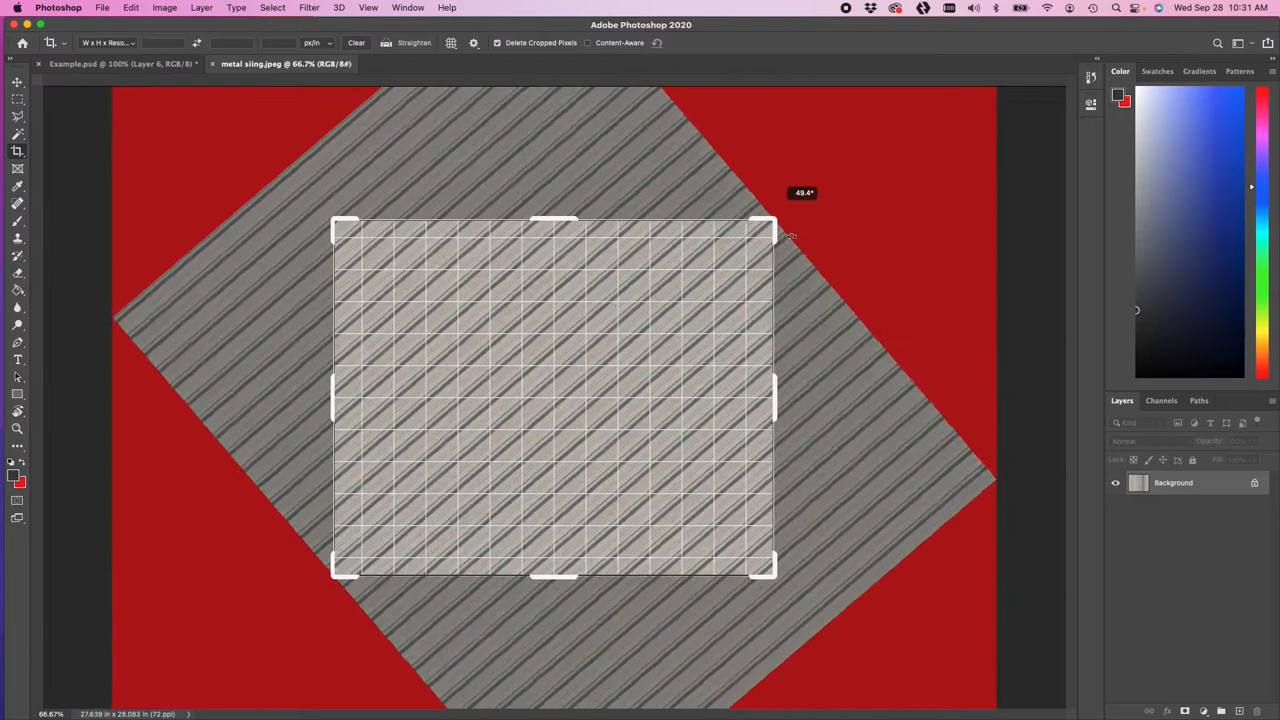 Photoshop File Edit Image Layer Type Select Filter 3D View Window Help Wed Sep 28 10:31 AM
Adobe Photoshop 2020
W x H x Reso... px/in Clear Straighten Delete Cropped Pixels Content-Aware
Example.psd @ 100% (Layer 6, RGB/8) * metal siing.jpeg @ 66.7% (RGB/8#)
Color Swatches Gradients Patterns
49.4°
Layers Channels Paths
Kind
Normal Opacity: 100%
Lock: Fill: 100%
Background
66.67% 27.639 in x 28.083 in (72 ppi)